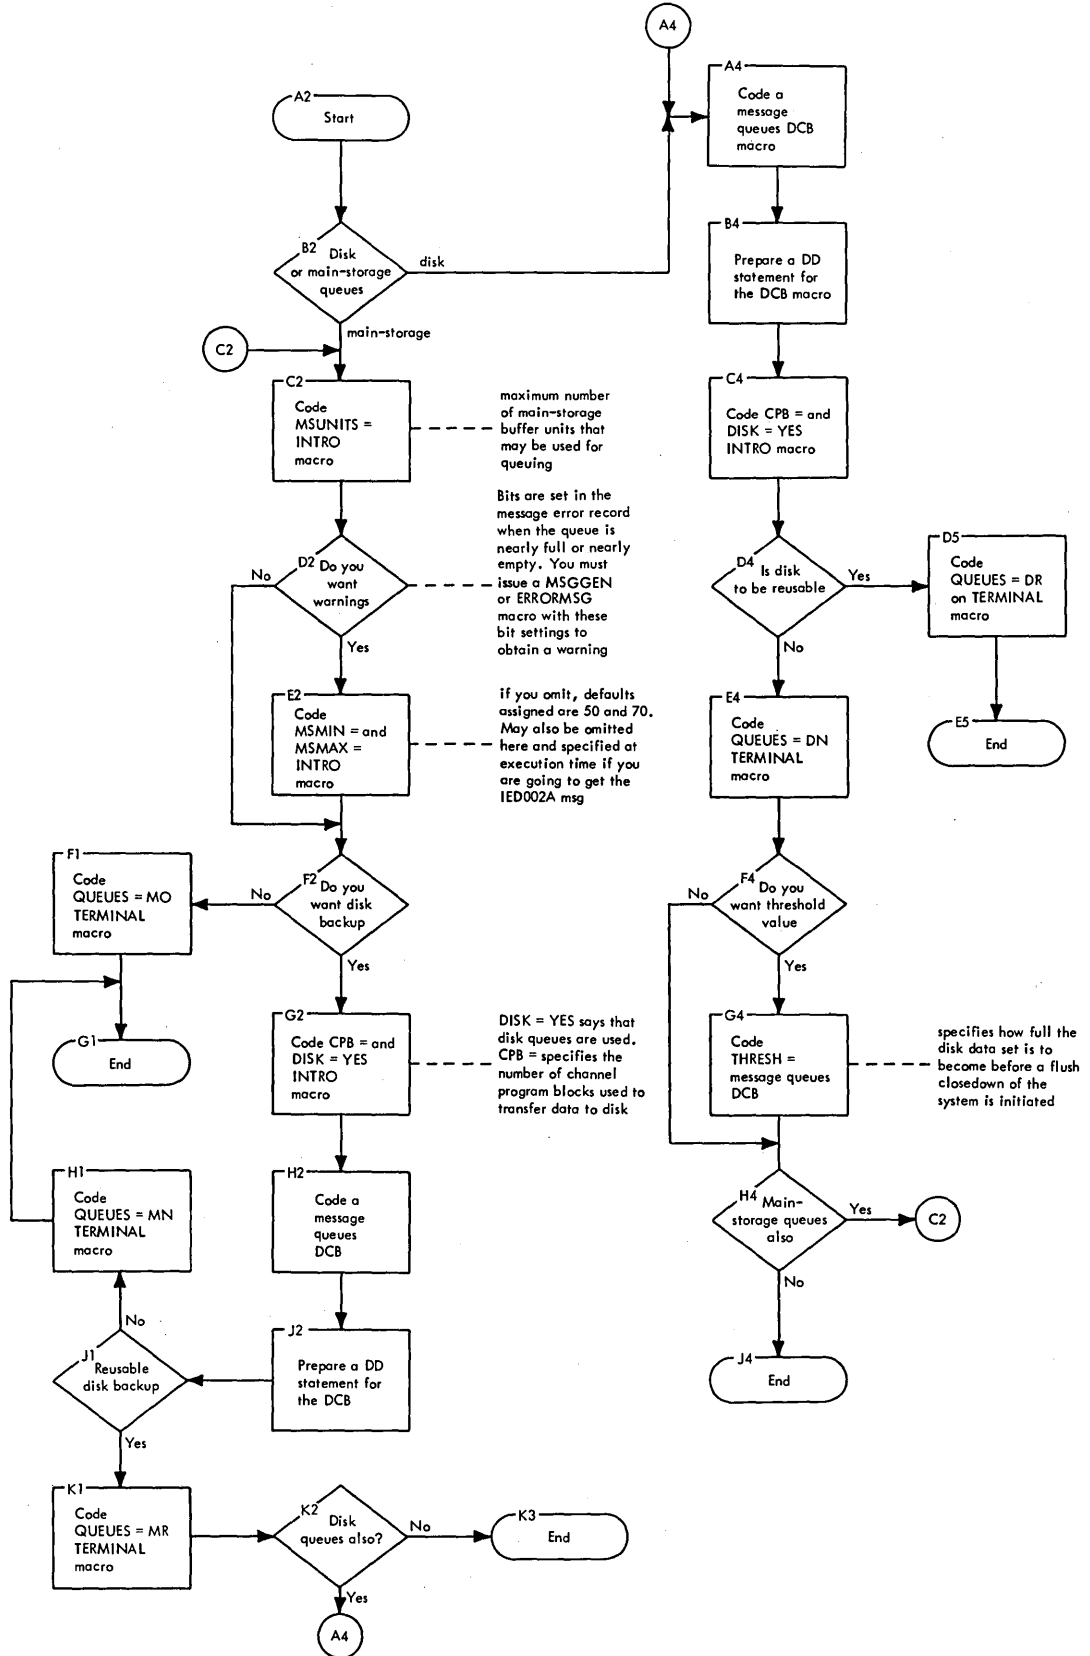 A4
A2
Start
A4
Code a
message
queues DCB
macro
B2
Disk
or main-storage
queues
disk
main-storage
B4
Prepare a DD
statement for
the DCB macro
C2
C2
Code
MSUNITS =
INTRO
macro
maximum number
of main-storage
buffer units that
may be used for
queuing
C4
Code CPB = and
DISK = YES
INTRO macro
D2
Do you
want
warnings
No
Yes
Bits are set in the
message error record
when the queue is
nearly full or nearly
empty. You must
issue a MSGGEN
or ERRORMSG
macro with these
bit settings to
obtain a warning
D4
Is disk
to be reusable
Yes
No
D5
Code
QUEUES = DR
on TERMINAL
macro
E2
Code
MSMIN = and
MSMAX =
INTRO
macro
if you omit, defaults
assigned are 50 and 70.
May also be omitted
here and specified at
execution time if you
are going to get the
IED002A msg
E4
Code
QUEUES = DN
TERMINAL
macro
E5
End
F1
Code
QUEUES = MO
TERMINAL
macro
F2
Do you
want disk
backup
No
Yes
F4
Do you
want threshold
value
No
Yes
G1
End
G2
Code CPB = and
DISK = YES
INTRO
macro
DISK = YES says that
disk queues are used.
CPB = specifies the
number of channel
program blocks used to
transfer data to disk
G4
Code
THRESH =
message queues
DCB
specifies how full the
disk data set is to
become before a flush
closedown of the
system is initiated
H1
Code
QUEUES = MN
TERMINAL
macro
H2
Code a
message
queues
DCB
H4
Main-
storage queues
also
Yes
C2
No
J1
Reusable
disk backup
No
Yes
J2
Prepare a DD
statement for
the DCB
J4
End
K1
Code
QUEUES = MR
TERMINAL
macro
K2
Disk
queues also?
No
Yes
K3
End
A4